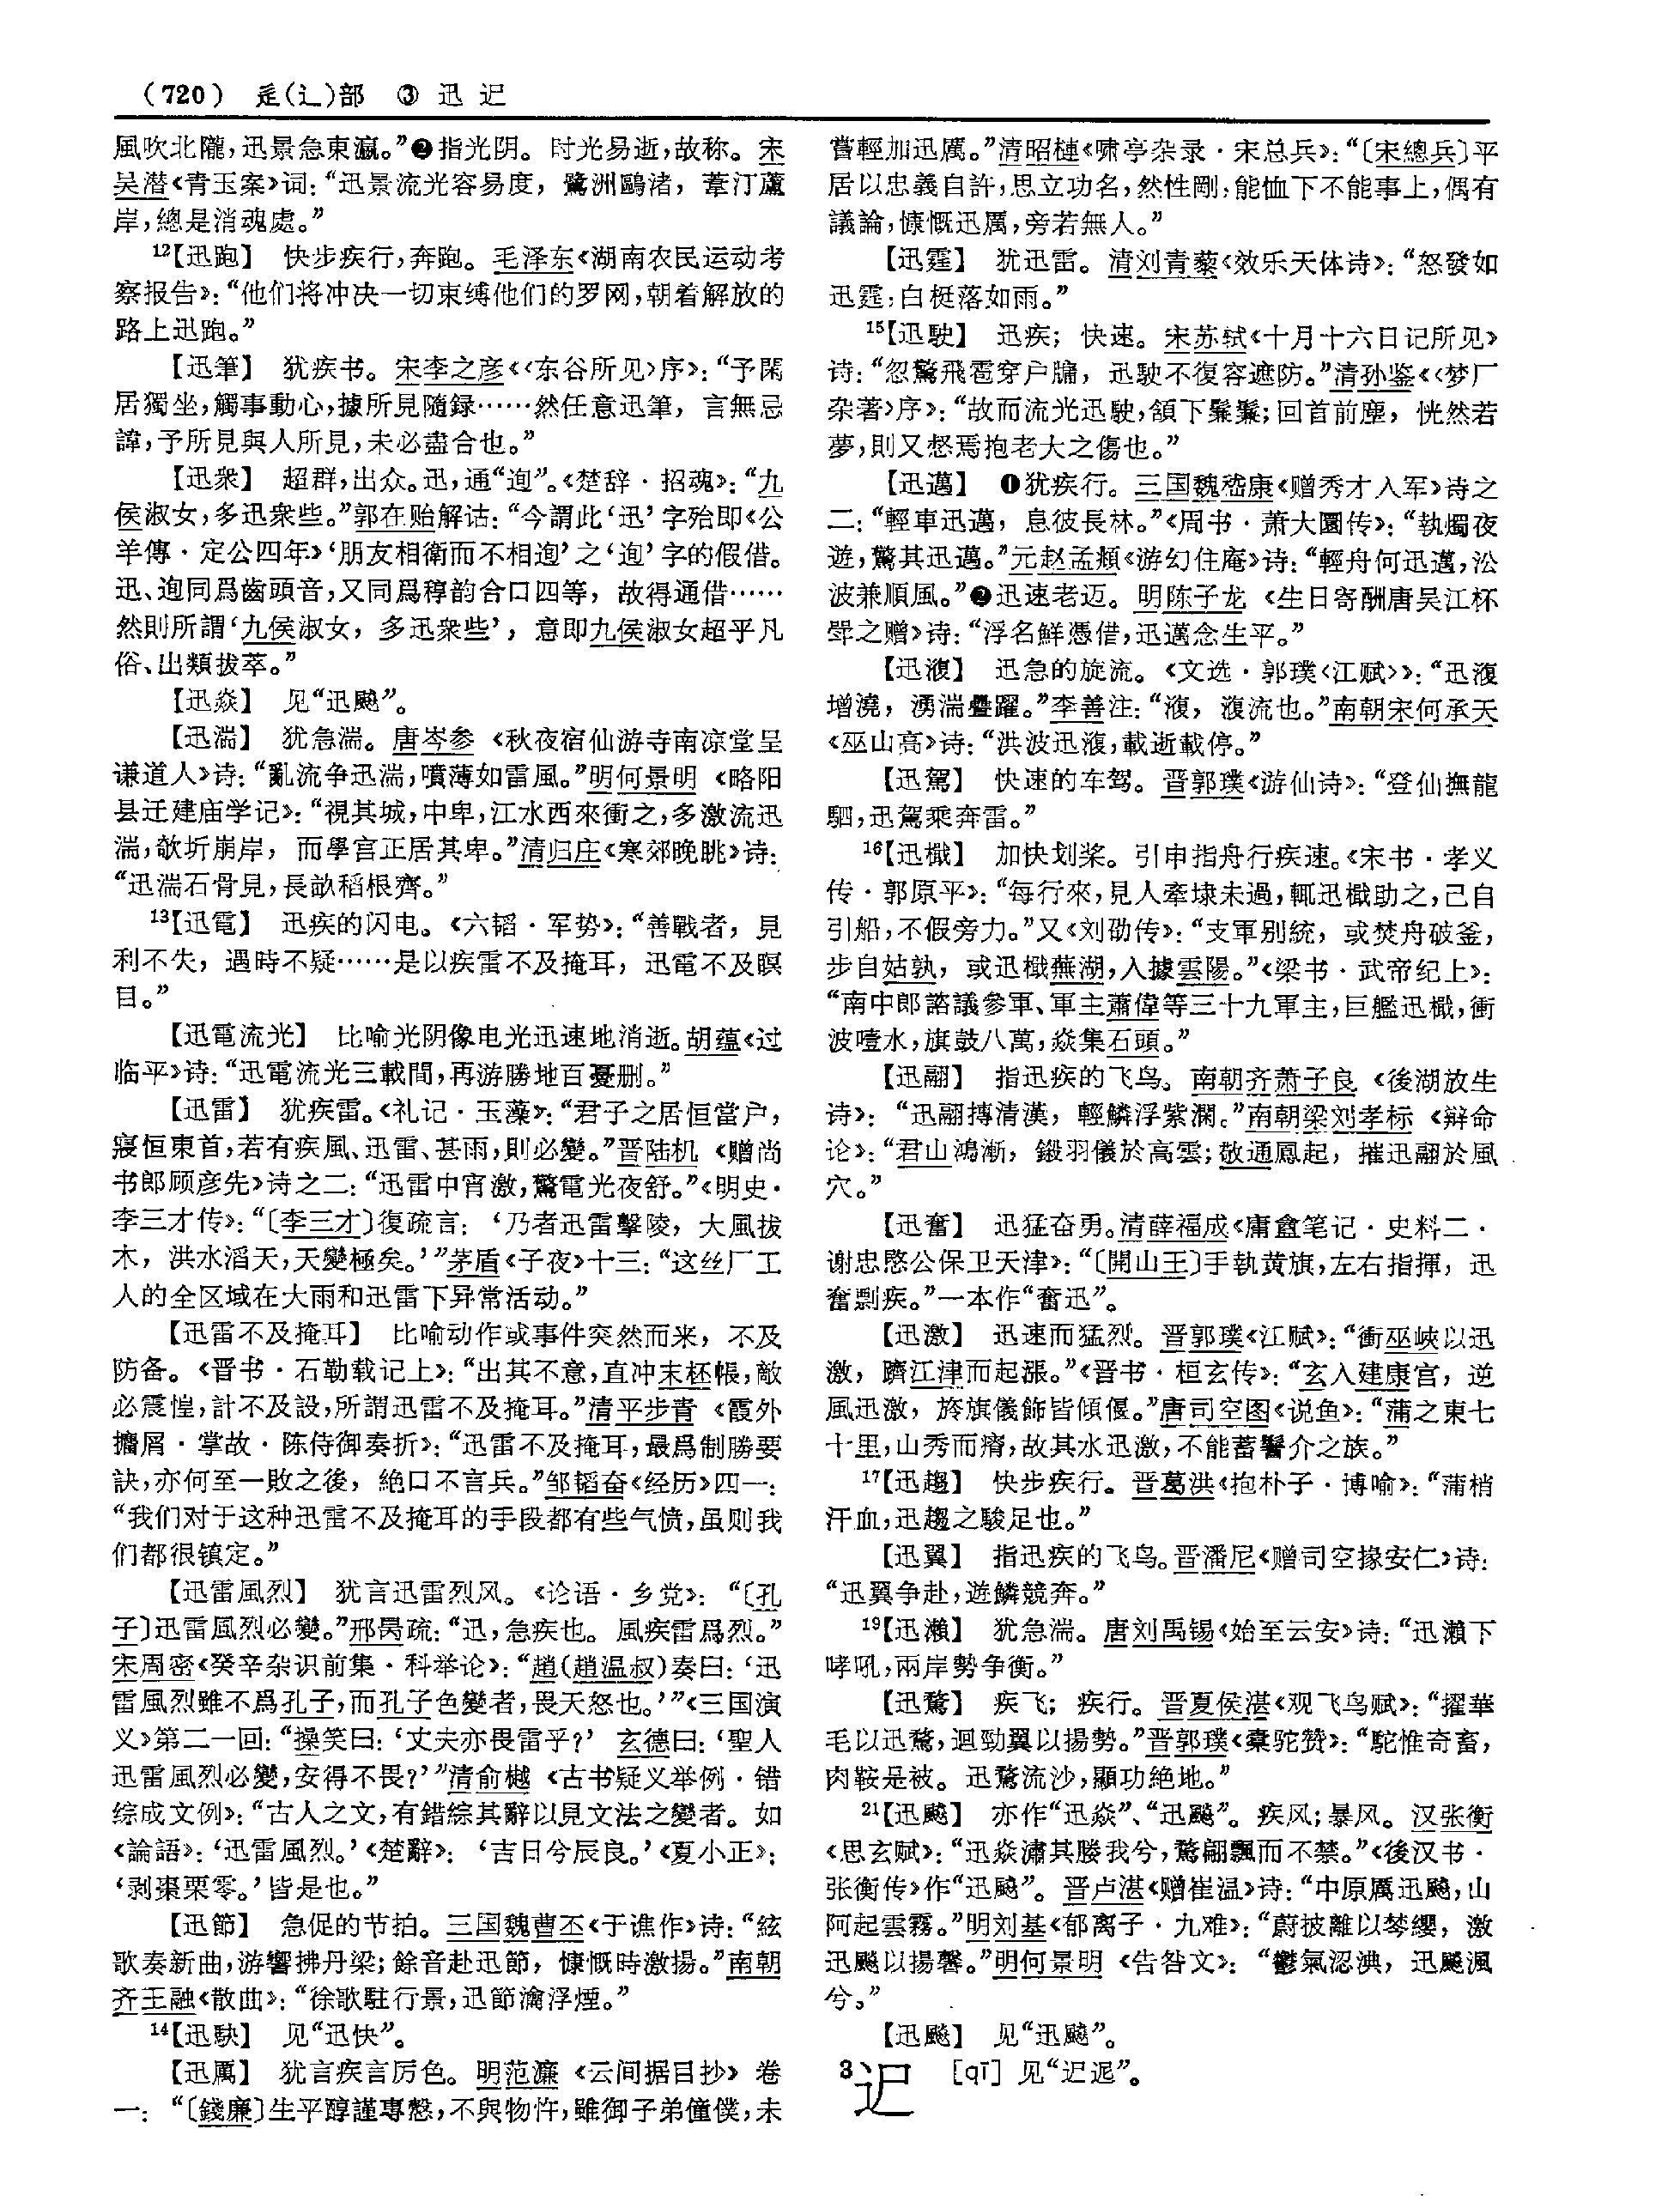 （720） 辵(辶)部 ③ 迅 迉
風吹北隴，迅景急東瀛。”❷指光阴。时光易逝，故称。宋
吴潜《青玉案》词：“迅景流光容易度，鷺洲鷗渚，葦汀蘆
岸，總是消魂處。”
12【迅跑】 快步疾行，奔跑。毛泽东《湖南农民运动考
察报告》：“他们将冲决一切束缚他们的罗网，朝着解放的
路上迅跑。”
【迅筆】 犹疾书。宋李之彦《〈东谷所见〉序》：“予閑
居獨坐，觸事動心，據所見隨録……然任意迅筆，言無忌
諱，予所見與人所見，未必盡合也。”
【迅衆】 超群，出众。迅，通“迿”。《楚辞·招魂》：“九
侯淑女，多迅衆些。”郭在贻解诂：“今謂此‘迅’字殆即《公
羊傳·定公四年》‘朋友相衛而不相迿’之‘迿’字的假借。
迅、迿同爲齒頭音，又同爲稕韵合口四等，故得通借……
然則所謂‘九侯淑女，多迅衆些’，意即九侯淑女超乎凡
俗、出類拔萃。”
【迅猋】 见“迅飈”。
【迅湍】 犹急湍。唐岑参《秋夜宿仙游寺南凉堂呈
谦道人》诗：“亂流争迅湍，噴薄如雷風。”明何景明《略阳
县迁建庙学记》：“視其城，中卑，江水西來衝之，多激流迅
湍，欹圻崩岸，而學宫正居其卑。”清归庄《寒郊晚眺》诗：
“迅湍石骨見，長畝稻根齊。”
13【迅電】 迅疾的闪电。《六韬·军势》：“善戰者，見
利不失，遇時不疑……是以疾雷不及掩耳，迅電不及瞑
目。”
【迅電流光】 比喻光阴像电光迅速地消逝。胡蕴《过
临平》诗：“迅電流光三載間，再游勝地百憂删。”
【迅雷】 犹疾雷。《礼记·玉藻》：“君子之居恒當户，
寢恒東首，若有疾風、迅雷、甚雨，則必變。”晋陆机《赠尚
书郎顾彦先》诗之二：“迅雷中宵激，驚電光夜舒。”《明史·
李三才传》：“〔李三才〕復疏言：‘乃者迅雷擊陵，大風拔
木，洪水滔天，天變極矣。’”茅盾《子夜》十三：“这丝厂工
人的全区域在大雨和迅雷下异常活动。”
【迅雷不及掩耳】 比喻动作或事件突然而来，不及
防备。《晋书·石勒载记上》：“出其不意，直冲末柸帳，敵
必震惶，計不及設，所謂迅雷不及掩耳。”清平步青《霞外
攟屑·掌故·陈侍御奏折》：“迅雷不及掩耳，最爲制勝要
訣，亦何至一敗之後，絶口不言兵。”邹韬奋《经历》四一：
“我们对于这种迅雷不及掩耳的手段都有些气愤，虽则我
们都很镇定。”
【迅雷風烈】 犹言迅雷烈风。《论语·乡党》：“〔孔
子〕迅雷風烈必變。”邢昺疏：“迅，急疾也。風疾雷爲烈。”
宋周密《癸辛杂识前集·科举论》：“趙(趙温叔)奏曰：‘迅
雷風烈雖不爲孔子，而孔子色變者，畏天怒也。’”《三国演
义》第二一回：“操笑曰：‘丈夫亦畏雷乎？’玄德曰：‘聖人
迅雷風烈必變，安得不畏？’”清俞樾《古书疑义举例·错
综成文例》：“古人之文，有錯綜其辭以見文法之變者。如
《論語》：‘迅雷風烈。’《楚辭》：‘吉日兮辰良。’《夏小正》：
‘剥棗栗零。’皆是也。”
【迅節】 急促的节拍。三国魏曹丕《于谯作》诗：“絃
歌奏新曲，游響拂丹梁；餘音赴迅節，慷慨時激揚。”南朝
齐王融《散曲》：“徐歌駐行景，迅節瀹浮煙。”
14【迅駃】 见“迅快”。
【迅厲】 犹言疾言厉色。明范濂《云间据目抄》卷
一：“〔錢廉〕生平醇謹專慤，不與物忤，雖御子弟僮僕，未
嘗輕加迅厲。”清昭槤《啸亭杂录·宋总兵》：“〔宋總兵〕平
居以忠義自許，思立功名，然性剛，能恤下不能事上，偶有
議論，慷慨迅厲，旁若無人。”
【迅霆】 犹迅雷。清刘青藜《效乐天体诗》：“怒發如
迅霆，白梃落如雨。”
15【迅駛】 迅疾；快速。宋苏轼《十月十六日记所见》
诗：“忽驚飛雹穿户牖，迅駛不復容遮防。”清孙鉴《〈梦厂
杂著〉序》：“故而流光迅駛，頷下鬑鬑；回首前塵，恍然若
夢，則又惄焉抱老大之傷也。”
【迅邁】 ❶犹疾行。三国魏嵇康《赠秀才入军》诗之
二：“輕車迅邁，息彼長林。”《周书·萧大圜传》：“執燭夜
遊，驚其迅邁。”元赵孟頫《游幻住庵》诗：“輕舟何迅邁，㳂
波兼順風。”❷迅速老迈。明陈子龙《生日寄酬唐吴江杯
斝之赠》诗：“浮名鮮憑借，迅邁念生平。”
【迅澓】 迅急的旋流。《文选·郭璞〈江赋〉》：“迅澓
增澆，湧湍疊躍。”李善注：“澓，澓流也。”南朝宋何承天
《巫山高》诗：“洪波迅澓，載逝載停。”
【迅駕】 快速的车驾。晋郭璞《游仙诗》：“登仙撫龍
駟，迅駕乘奔雷。”
16【迅檝】 加快划桨。引申指舟行疾速。《宋书·孝义
传·郭原平》：“每行來，見人牽埭未過，輒迅檝助之，己自
引船，不假旁力。”又《刘劭传》：“支軍别統，或焚舟破釜，
步自姑孰，或迅檝蕪湖，入據雲陽。”《梁书·武帝纪上》：
“南中郎諮議參軍、軍主蕭偉等三十九軍主，巨艦迅檝，衝
波噎水，旗鼓八萬，焱集石頭。”
【迅翮】 指迅疾的飞鸟。南朝齐萧子良《後湖放生
诗》：“迅翮摶清漢，輕鱗浮紫瀾。”南朝梁刘孝标《辩命
论》：“君山鴻漸，鎩羽儀於高雲；敬通鳳起，摧迅翮於風
穴。”
【迅奮】 迅猛奋勇。清薛福成《庸盦笔记·史料二·
谢忠愍公保卫天津》：“〔開山王〕手執黄旗，左右指揮，迅
奮剽疾。”一本作“奮迅”。
【迅激】 迅速而猛烈。晋郭璞《江赋》：“衝巫峽以迅
激，躋江津而起漲。”《晋书·桓玄传》：“玄入建康宫，逆
風迅激，旍旗儀飾皆傾偃。”唐司空图《说鱼》：“蒲之東七
十里，山秀而瘠，故其水迅激，不能蓄鬐介之族。”
17【迅趨】 快步疾行。晋葛洪《抱朴子·博喻》：“蒲梢
汗血，迅趨之駿足也。”
【迅翼】 指迅疾的飞鸟。晋潘尼《赠司空掾安仁》诗：
“迅翼争赴，遊鱗競奔。”
19【迅瀨】 犹急湍。唐刘禹锡《始至云安》诗：“迅瀨下
哮吼，兩岸勢争衡。”
【迅騖】 疾飞；疾行。晋夏侯湛《观飞鸟赋》：“擢華
毛以迅騖，迴勁翼以揚勢。”晋郭璞《橐驼赞》：“駝惟奇畜，
肉鞍是被。迅騖流沙，顯功絶地。”
21【迅飈】 亦作“迅猋”、“迅飇”。疾风；暴风。汉张衡
《思玄赋》：“迅猋潚其媵我兮，騖翩飄而不禁。”《後汉书·
张衡传》作“迅飈”。晋卢湛《赠崔温》诗：“中原厲迅飈，山
阿起雲霧。”明刘基《郁离子·九难》：“蔚披離以棽纓，激
迅飈以揚馨。”明何景明《告咎文》：“鬱氣淴淟，迅飈渢
兮。”
【迅飇】 见“迅飈”。
3迉 ［qī］见“迉迡”。